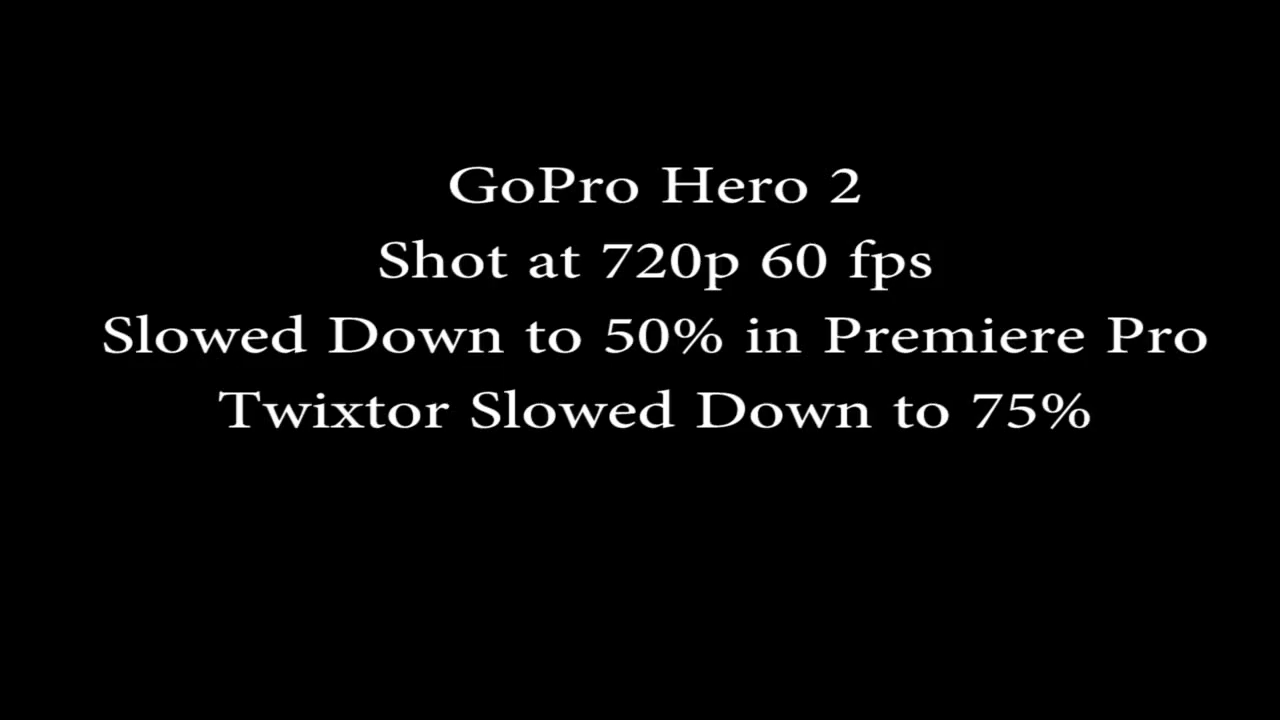 GoPro Hero 2
Shot at 720p 60 fps
Slowed Down to 50% in Premiere Pro
Twixtor Slowed Down to 75%